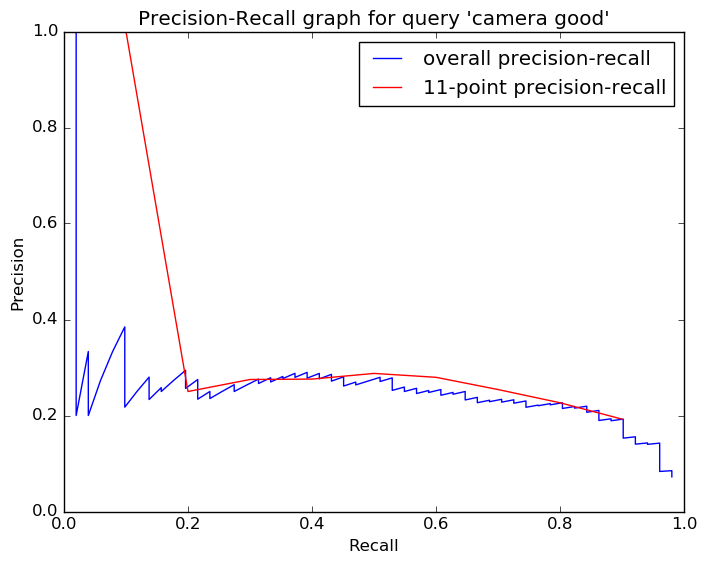 Precision-Recall graph for query 'camera good'
overall precision-recall
11-point precision-recall
Precision
1.0
0.8
0.6
0.4
0.2
0.0
0.0 0.2 0.4 0.6 0.8 1.0
Recall